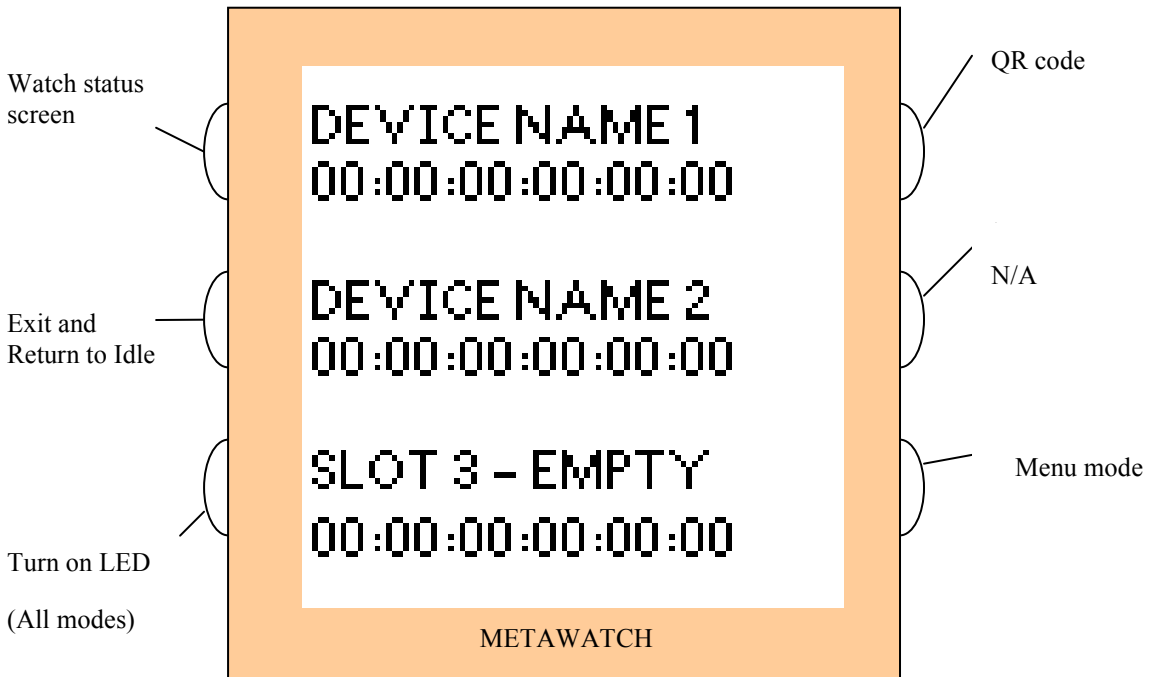 Watch status
screen
Exit and
Return to Idle
Turn on LED
(All modes)
DEVICE NAME 1
00:00:00:00:00:00
DEVICE NAME 2
00:00:00:00:00:00
SLOT 3 – EMPTY
00:00:00:00:00:00
METAWATCH
QR code
N/A
Menu mode